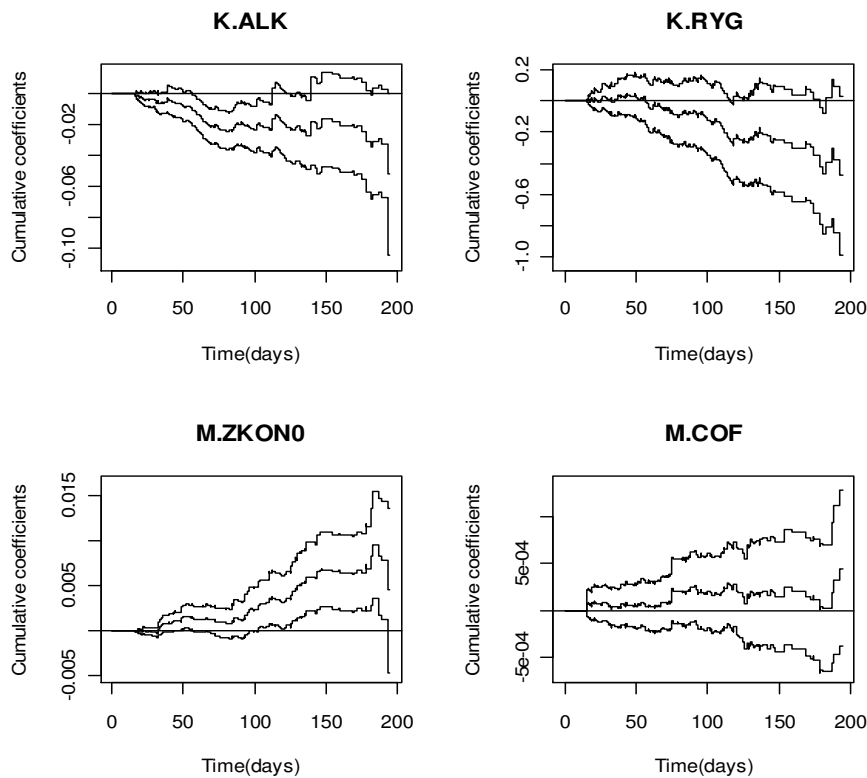 K.ALK
Cumulative coefficients
-0.02
-0.06
-0.10
0 50 100 150 200
Time(days)
K.RYG
Cumulative coefficients
0.2
-0.2
-0.6
-1.0
0 50 100 150 200
Time(days)
M.ZKON0
Cumulative coefficients
0.015
0.005
-0.005
0 50 100 150 200
Time(days)
M.COF
Cumulative coefficients
5e-04
-5e-04
0 50 100 150 200
Time(days)